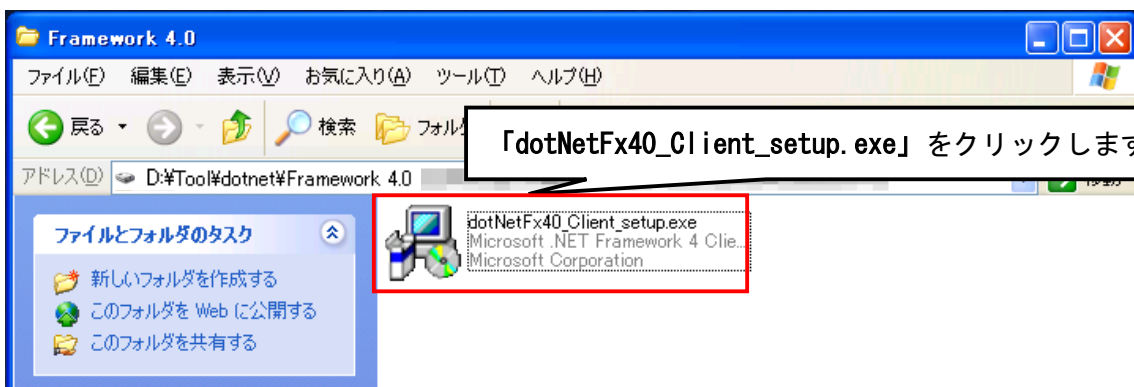 Framework 4.0
ファイル(F) 編集(E) 表示(V) お気に入り(A) ツール(T) ヘルプ(H)
戻る 検索 フォル
「dotNetFx40_Client_setup.exe」をクリックします
アドレス(D) D:¥Tool¥dotnet¥Framework 4.0 移動
ファイルとフォルダのタスク
新しいフォルダを作成する
このフォルダを Web に公開する
このフォルダを共有する
dotNetFx40_Client_setup.exe
Microsoft .NET Framework 4 Clie...
Microsoft Corporation